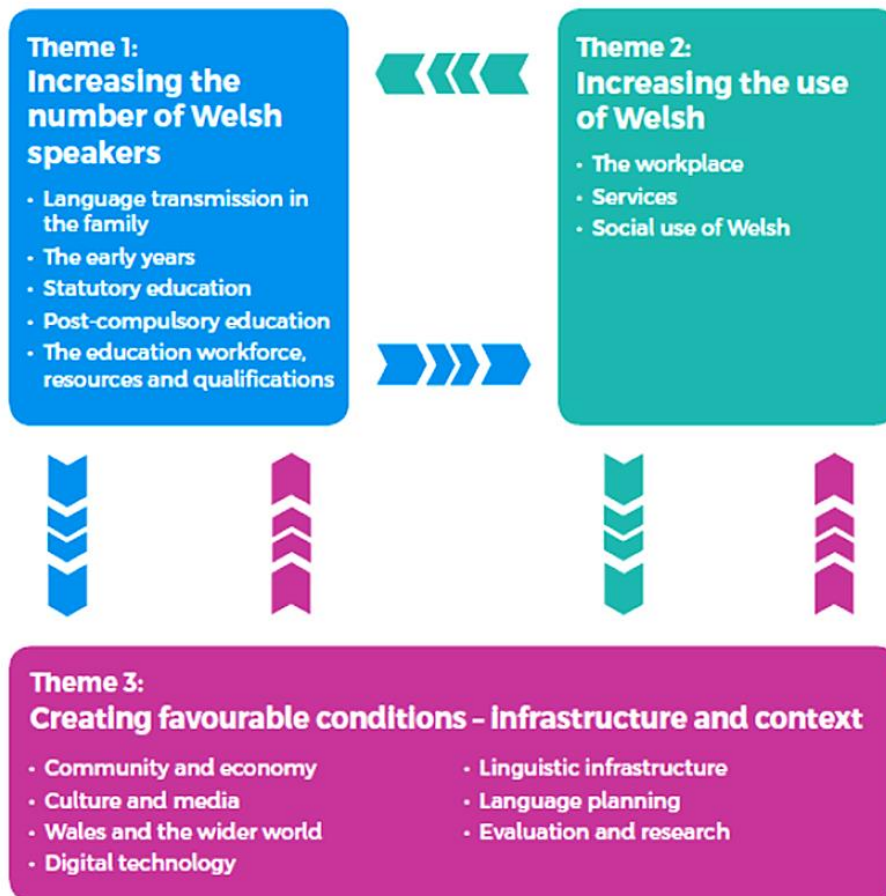 Theme 1:
Increasing the
number of Welsh
speakers
• Language transmission in
the family
• The early years
• Statutory education
• Post-compulsory education
• The education workforce,
resources and qualifications
Theme 2:
Increasing the use
of Welsh
• The workplace
• Services
• Social use of Welsh
Theme 3:
Creating favourable conditions – infrastructure and context
• Community and economy
• Culture and media
• Wales and the wider world
• Digital technology
• Linguistic infrastructure
• Language planning
• Evaluation and research